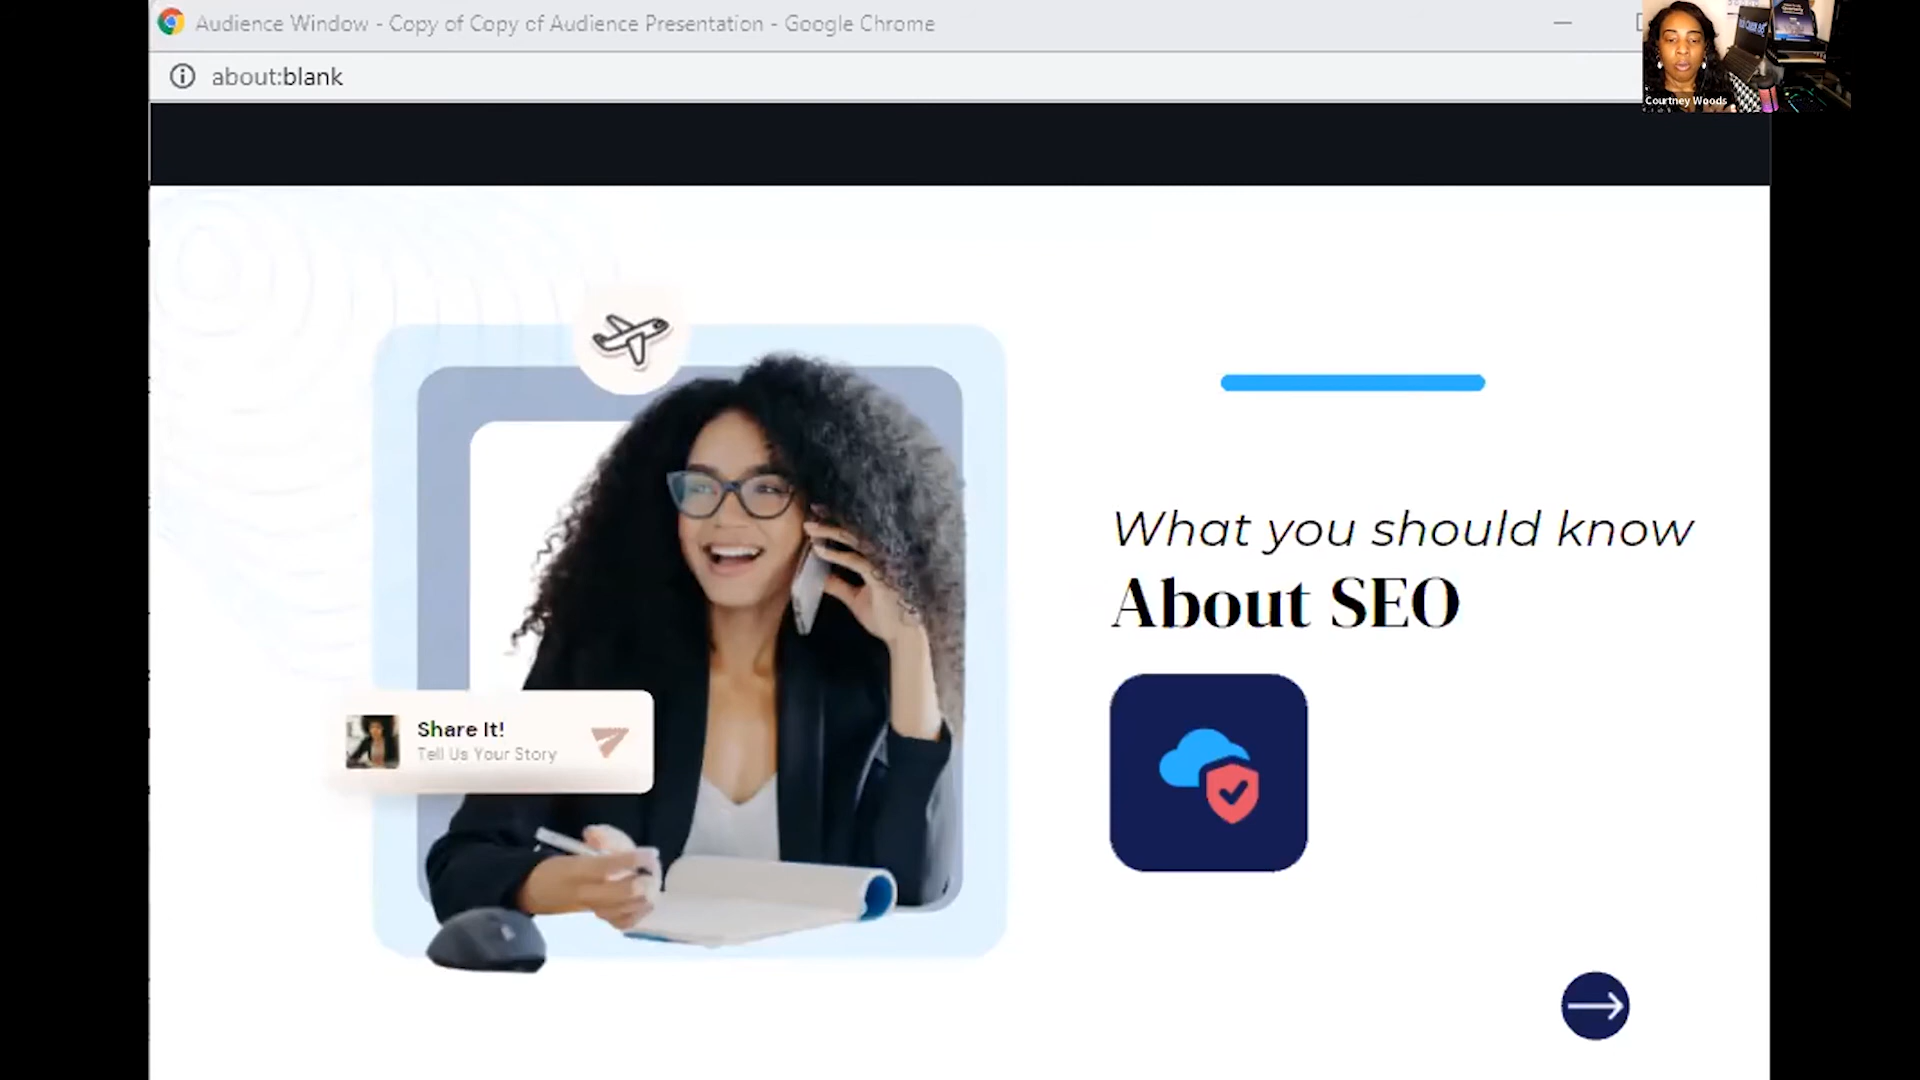 Audience Window - Copy of Copy of Audience Presentation - Google Chrome
about:blank
Courtney Woods
What you should know
About SEO
Share It!
Tell Us Your Story